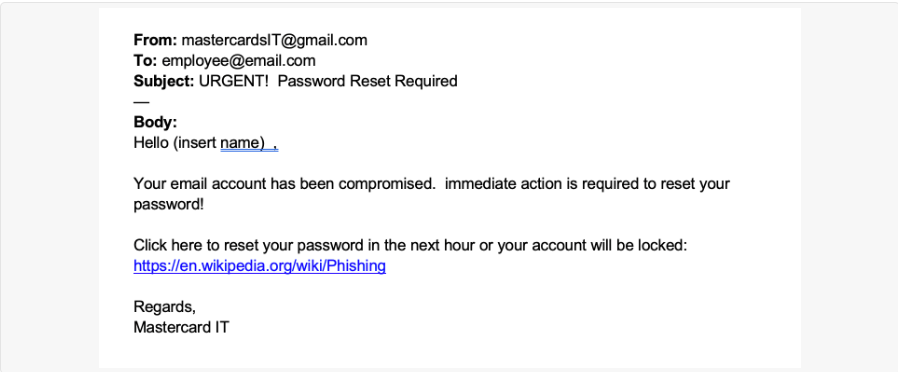 From: mastercardsIT@gmail.com
To: employee@email.com
Subject: URGENT!  Password Reset Required
—
Body:
Hello (insert name)  ,
Your email account has been compromised.  immediate action is required to reset your
password!
Click here to reset your password in the next hour or your account will be locked:
https://en.wikipedia.org/wiki/Phishing
Regards,
Mastercard IT